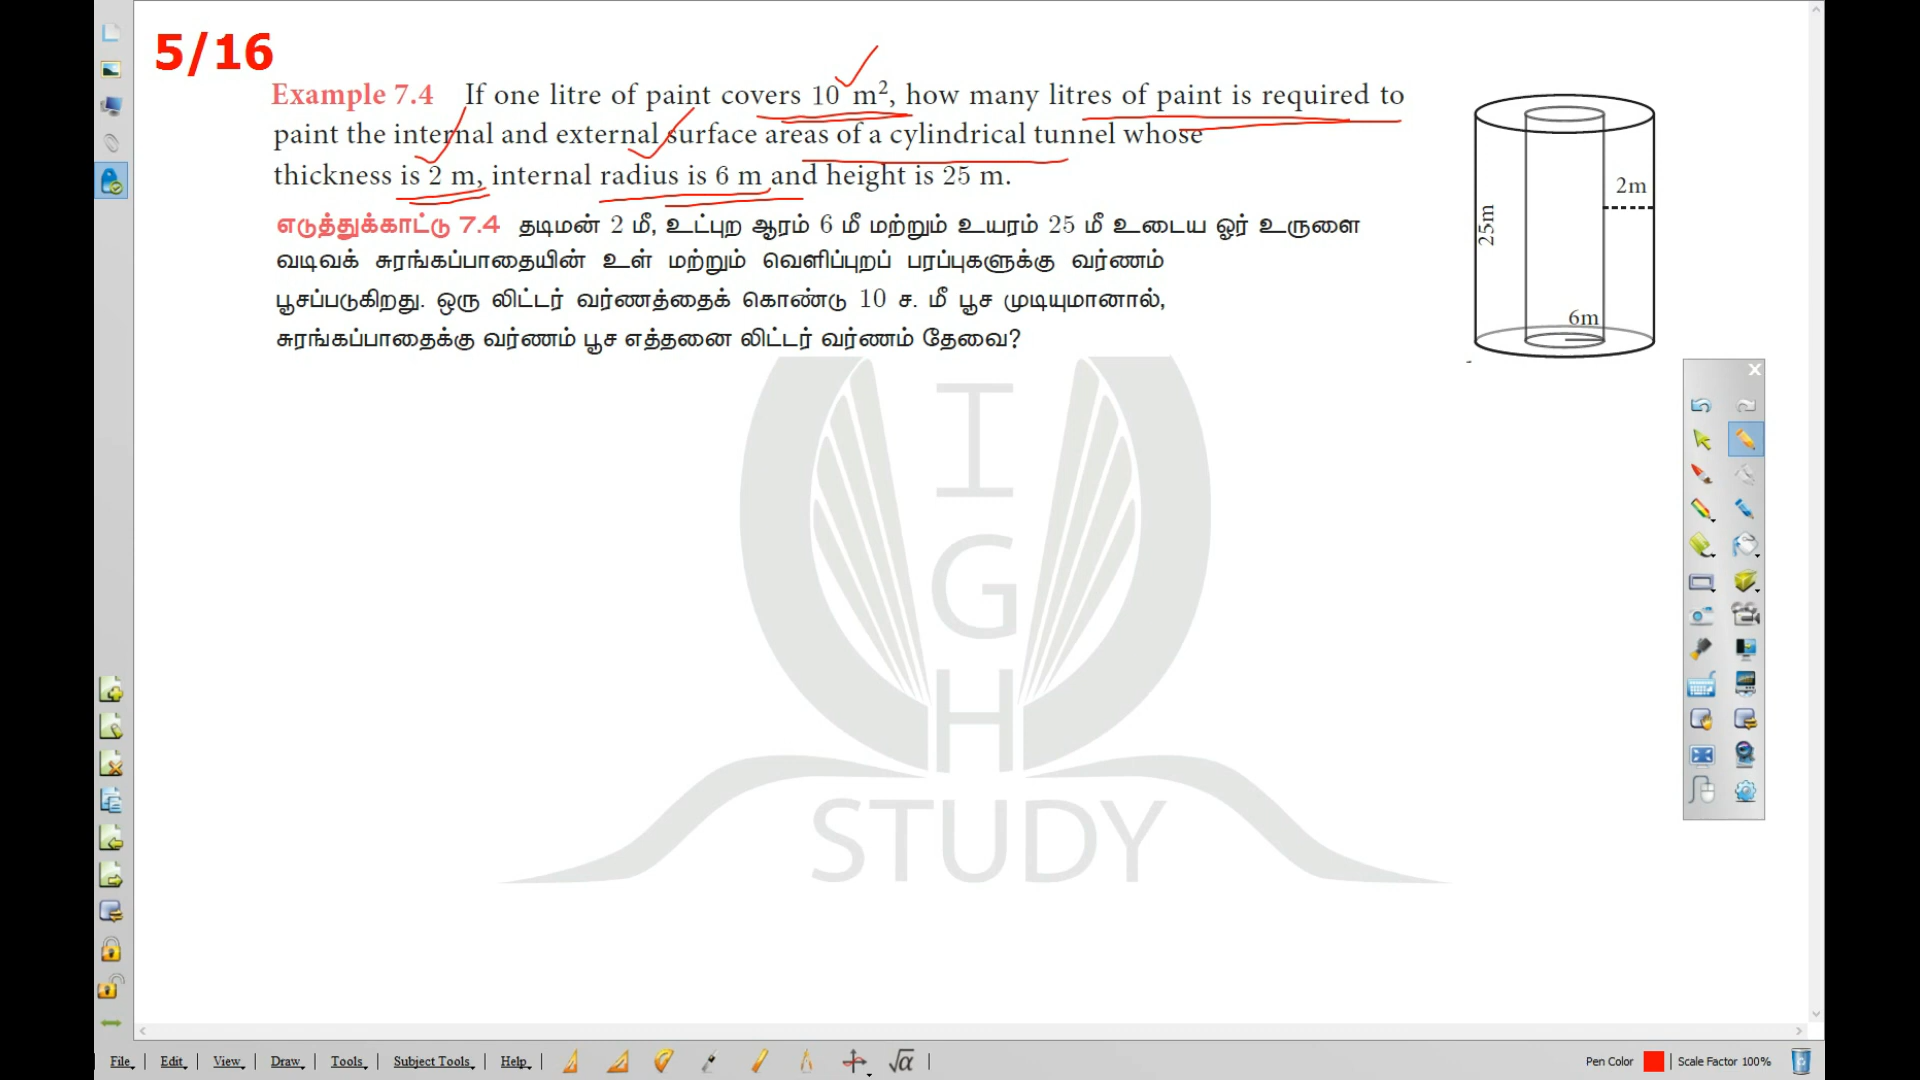 5/16
Example 7.4 If one litre of paint covers 10 m², how many litres of paint is required to
paint the internal and external surface areas of a cylindrical tunnel whose
thickness is 2 m, internal radius is 6 m and height is 25 m.
எடுத்துக்காட்டு 7.4 தடிமன் 2 மீ, உட்புற ஆரம் 6 மீ மற்றும் உயரம் 25 மீ உடைய ஓர் உருளை
வடிவக் சுரங்கப்பாதையின் உள் மற்றும் வெளிப்புறப் பரப்புகளுக்கு வர்ணம்
பூசப்படுகிறது. ஒரு லிட்டர் வர்ணத்தைக் கொண்டு 10 ச. மீ பூச முடியுமானால்,
சுரங்கப்பாதைக்கு வர்ணம் பூச எத்தனை லிட்டர் வர்ணம் தேவை?
25m
2m
6m
I
G
H
STUDY
File Edit View Draw Tools Subject Tools Help √α Pen Color Scale Factor 100%